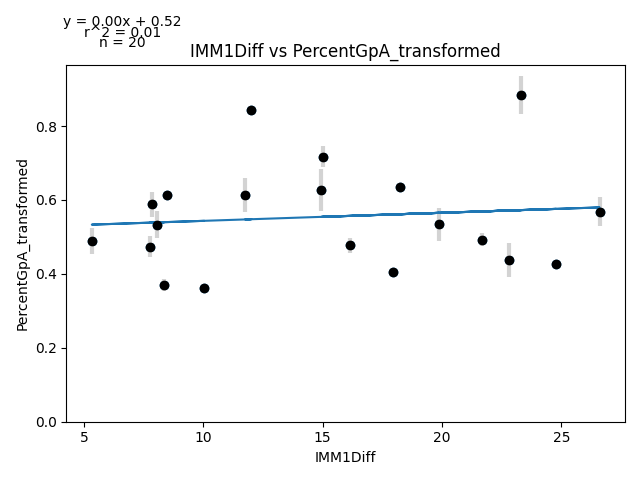 y = 0.00x + 0.52
r^2 = 0.01
n = 20
IMM1Diff vs PercentGpA_transformed
PercentGpA_transformed
0.8
0.6
0.4
0.2
0.0
5 10 15 20 25
IMM1Diff